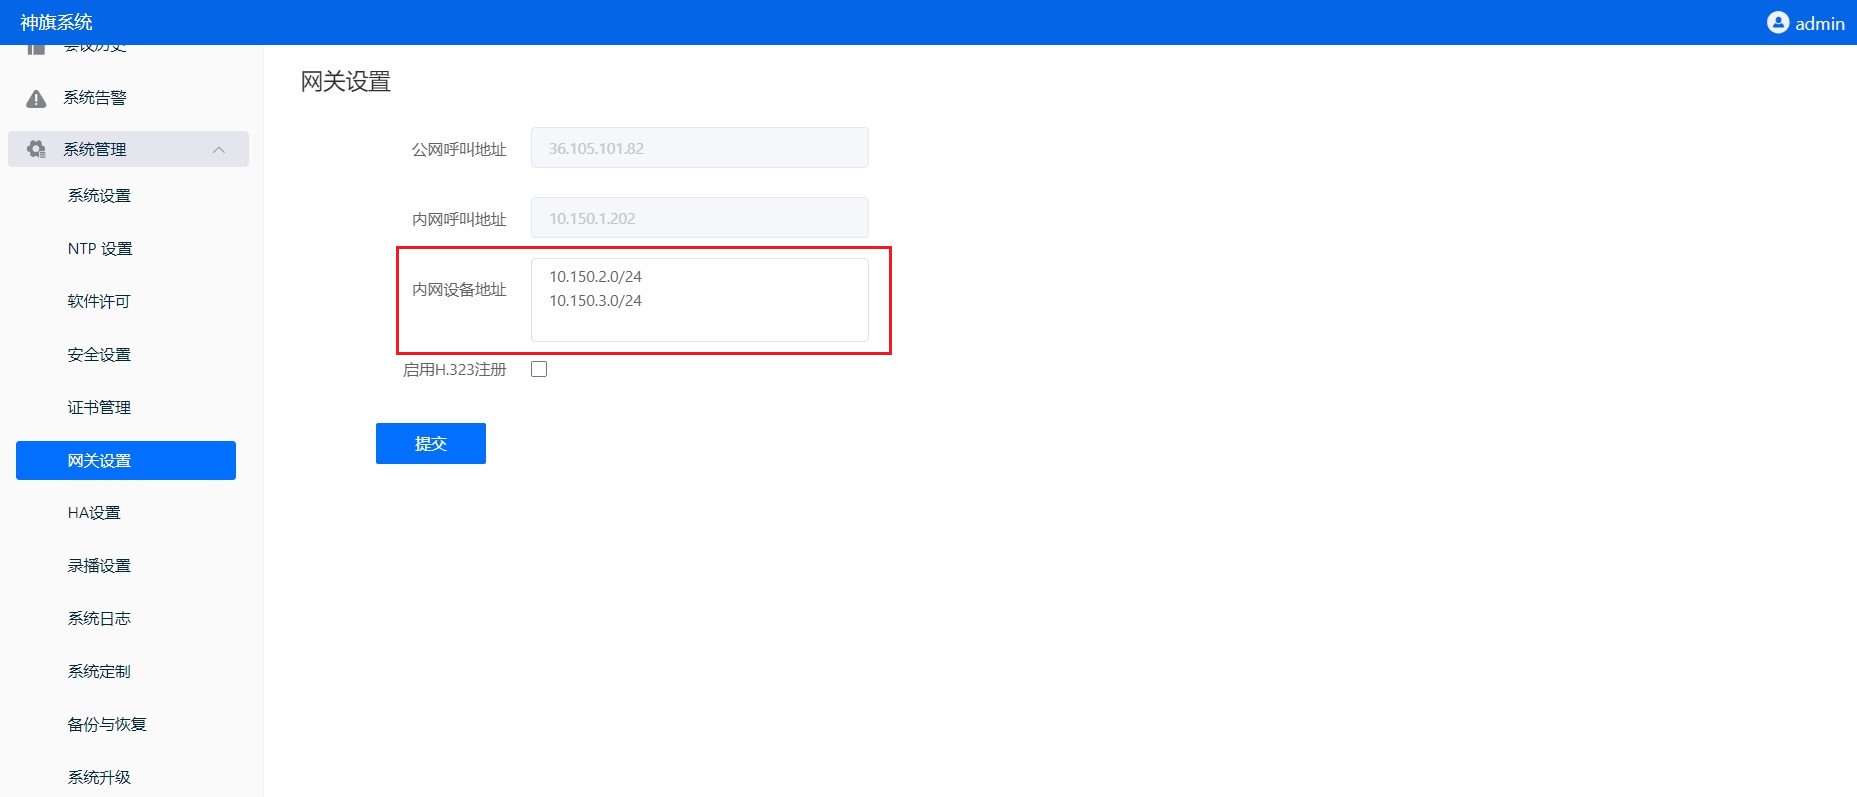 神旗系统
admin
会议历史
系统告警
系统管理
系统设置
NTP 设置
软件许可
安全设置
证书管理
网关设置
HA设置
录播设置
系统日志
系统定制
备份与恢复
系统升级
网关设置
公网呼叫地址
36.105.101.82
内网呼叫地址
10.150.1.202
内网设备地址
10.150.2.0/24
10.150.3.0/24
启用H.323注册
提交